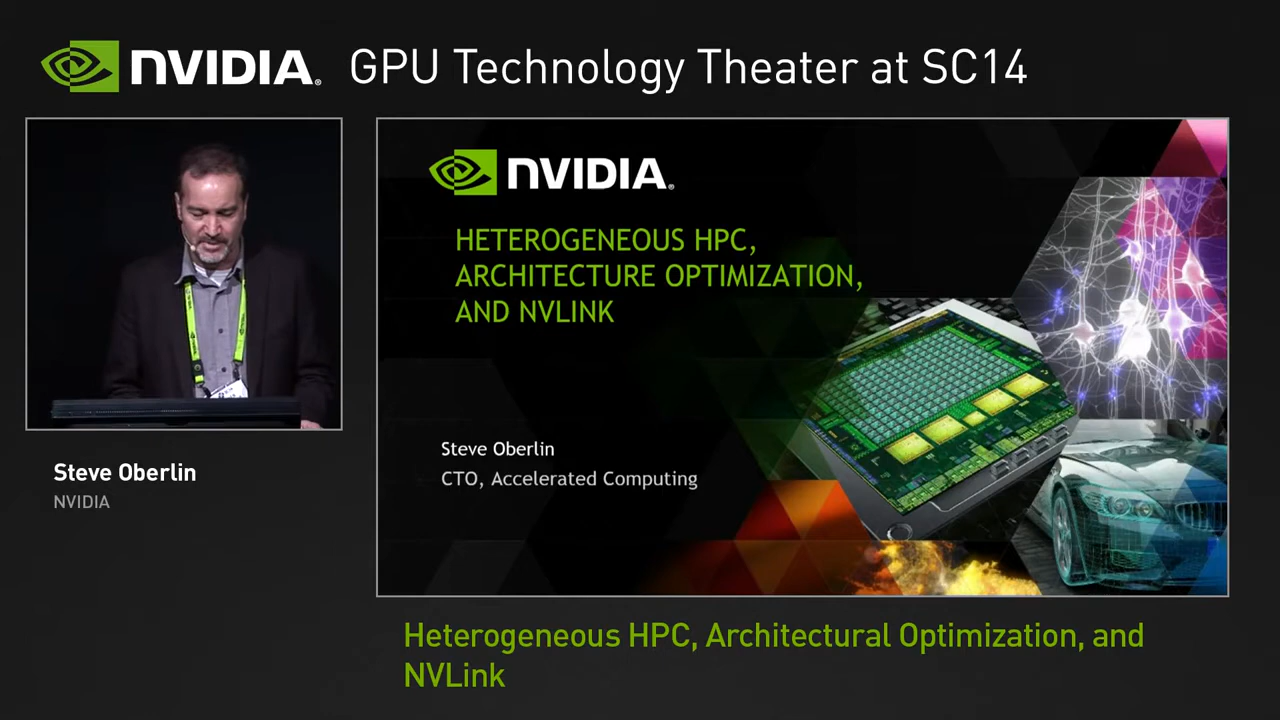 NVIDIA. GPU Technology Theater at SC14
NVIDIA.
HETEROGENEOUS HPC,
ARCHITECTURE OPTIMIZATION,
AND NVLINK
Steve Oberlin
CTO, Accelerated Computing
Steve Oberlin
NVIDIA
Heterogeneous HPC, Architectural Optimization, and
NVLink